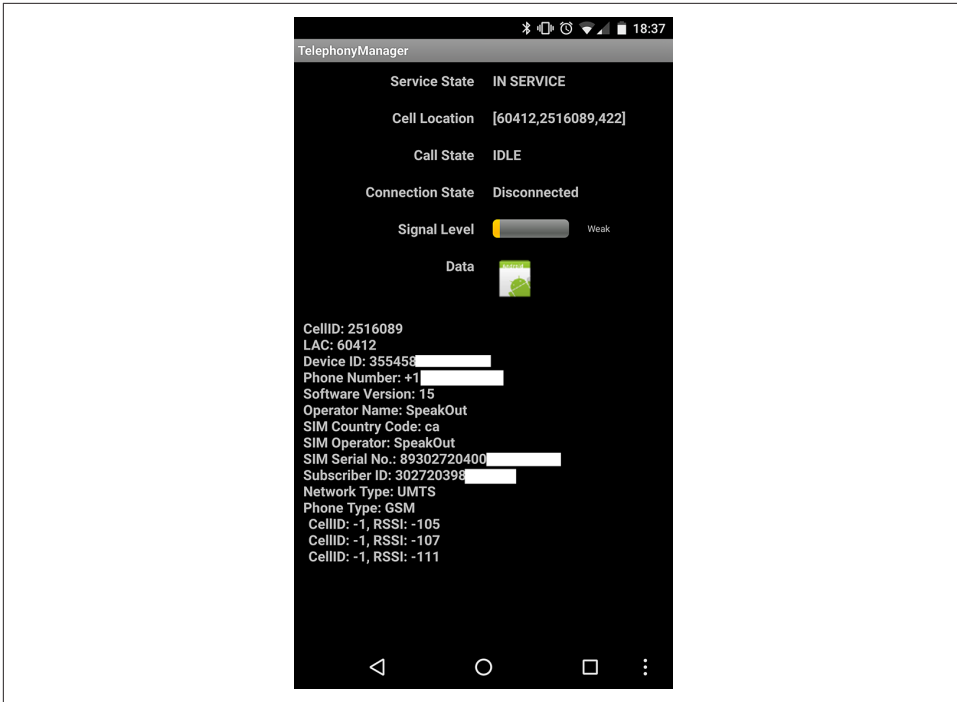 18:37
TelephonyManager
Service State IN SERVICE
Cell Location [60412,2516089,422]
Call State IDLE
Connection State Disconnected
Signal Level Weak
Data
CellID: 2516089
LAC: 60412
Device ID: 355458
Phone Number: +1
Software Version: 15
Operator Name: SpeakOut
SIM Country Code: ca
SIM Operator: SpeakOut
SIM Serial No.: 89302720400
Subscriber ID: 302720398
Network Type: UMTS
Phone Type: GSM
CellID: -1, RSSI: -105
CellID: -1, RSSI: -107
CellID: -1, RSSI: -111